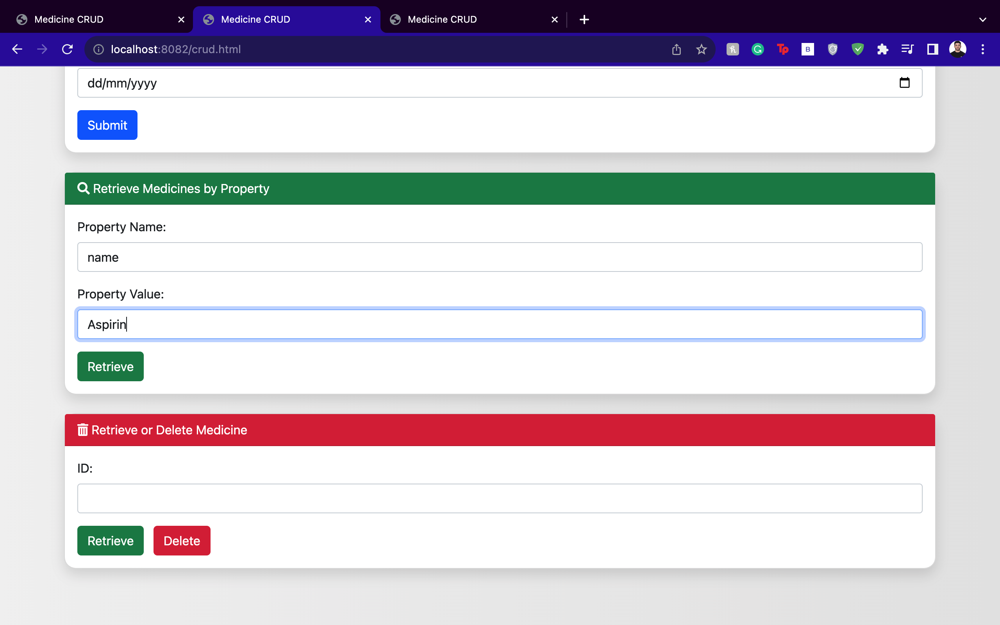 Medicine CRUD
Medicine CRUD
Medicine CRUD
localhost:8082/crud.html
Tp
B
dd/mm/yyyy
Submit
Retrieve Medicines by Property
Property Name:
name
Property Value:
Aspirin
Retrieve
Retrieve or Delete Medicine
ID:
Retrieve Delete